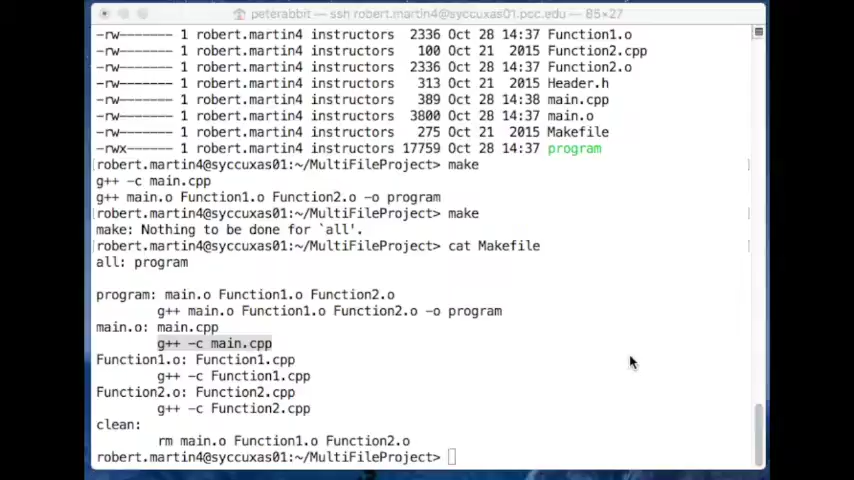 peterabbit — ssh robert.martin4@syccuxas01.pcc.edu — 85×27
-rw------- 1 robert.martin4 instructors 2336 Oct 28 14:37 Function1.o
-rw------- 1 robert.martin4 instructors 100 Oct 21 2015 Function2.cpp
-rw------- 1 robert.martin4 instructors 2336 Oct 28 14:37 Function2.o
-rw------- 1 robert.martin4 instructors 313 Oct 21 2015 Header.h
-rw------- 1 robert.martin4 instructors 389 Oct 28 14:38 main.cpp
-rw------- 1 robert.martin4 instructors 3800 Oct 28 14:37 main.o
-rw------- 1 robert.martin4 instructors 275 Oct 21 2015 Makefile
-rwx------ 1 robert.martin4 instructors 17759 Oct 28 14:37 program
[robert.martin4@syccuxas01:~/MultiFileProject> make ]
g++ -c main.cpp
g++ main.o Function1.o Function2.o -o program
[robert.martin4@syccuxas01:~/MultiFileProject> make ]
make: Nothing to be done for `all'.
[robert.martin4@syccuxas01:~/MultiFileProject> cat Makefile ]
all: program
program: main.o Function1.o Function2.o
g++ main.o Function1.o Function2.o -o program
main.o: main.cpp
g++ -c main.cpp
Function1.o: Function1.cpp
g++ -c Function1.cpp
Function2.o: Function2.cpp
g++ -c Function2.cpp
clean:
rm main.o Function1.o Function2.o
robert.martin4@syccuxas01:~/MultiFileProject>